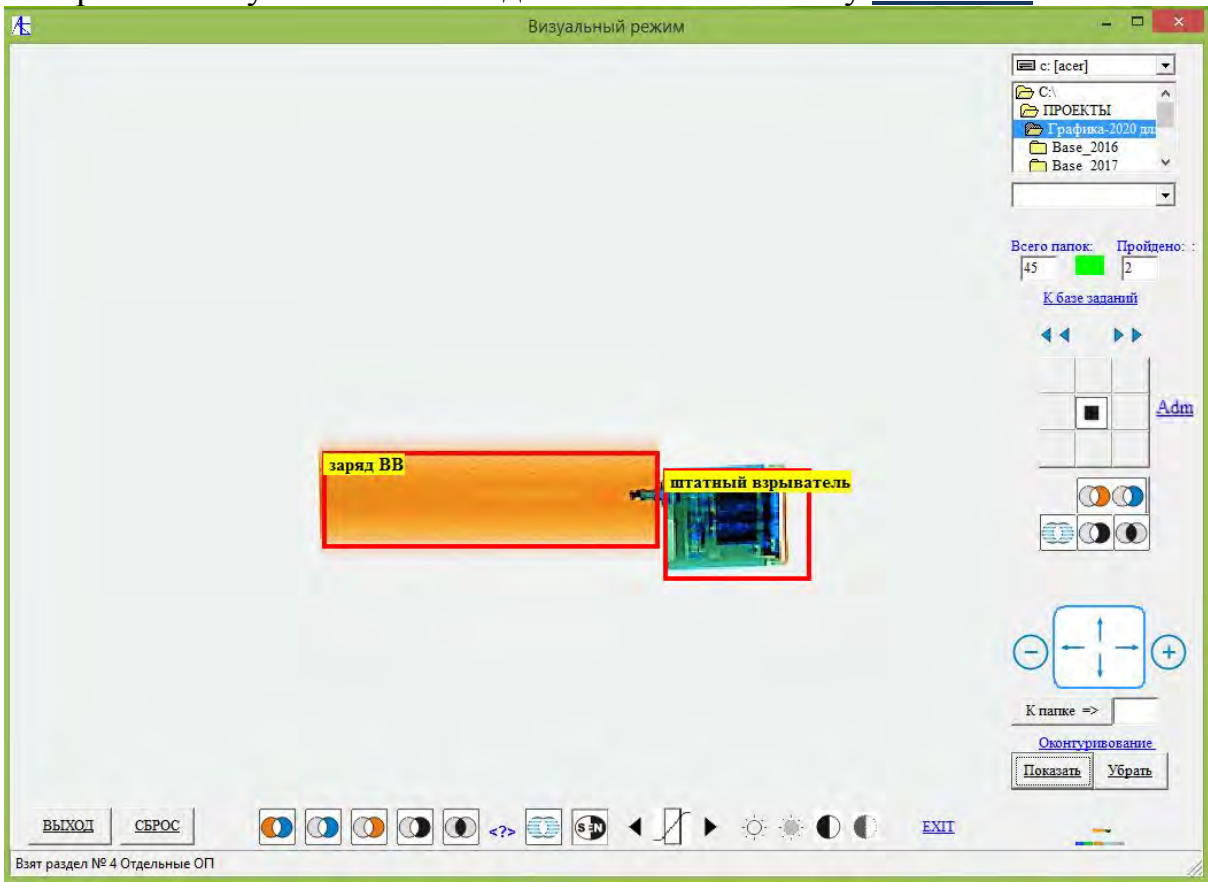 Визуальный режим
c: [acer]
C:\
ПРОЕКТЫ
Графика-2020 дл
Base_2016
Base_2017
Всего папок: Пройдено: :
45 2
К базе заданий
Adm
заряд ВВ
штатный взрыватель
К папке =>
Оконтуривание
Показать Убрать
ВЫХОД СБРОС <?> S=N EXIT
Взят раздел № 4 Отдельные ОП